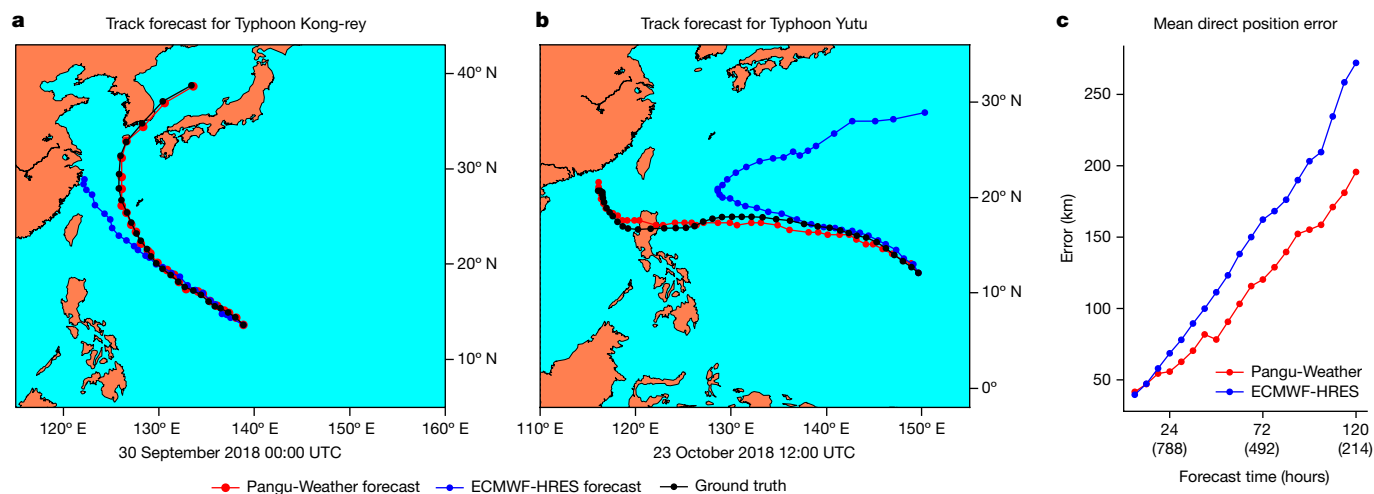 a
Track forecast for Typhoon Kong-rey
40° N
30° N
20° N
10° N
120° E
130° E
140° E
150° E
160° E
30 September 2018 00:00 UTC
b
Track forecast for Typhoon Yutu
30° N
20° N
10° N
0°
110° E
120° E
130° E
140° E
150° E
23 October 2018 12:00 UTC
Pangu-Weather forecast
ECMWF-HRES forecast
Ground truth
c
Mean direct position error
Error (km)
250
200
150
100
50
Pangu-Weather
ECMWF-HRES
24
(788)
72
(492)
120
(214)
Forecast time (hours)